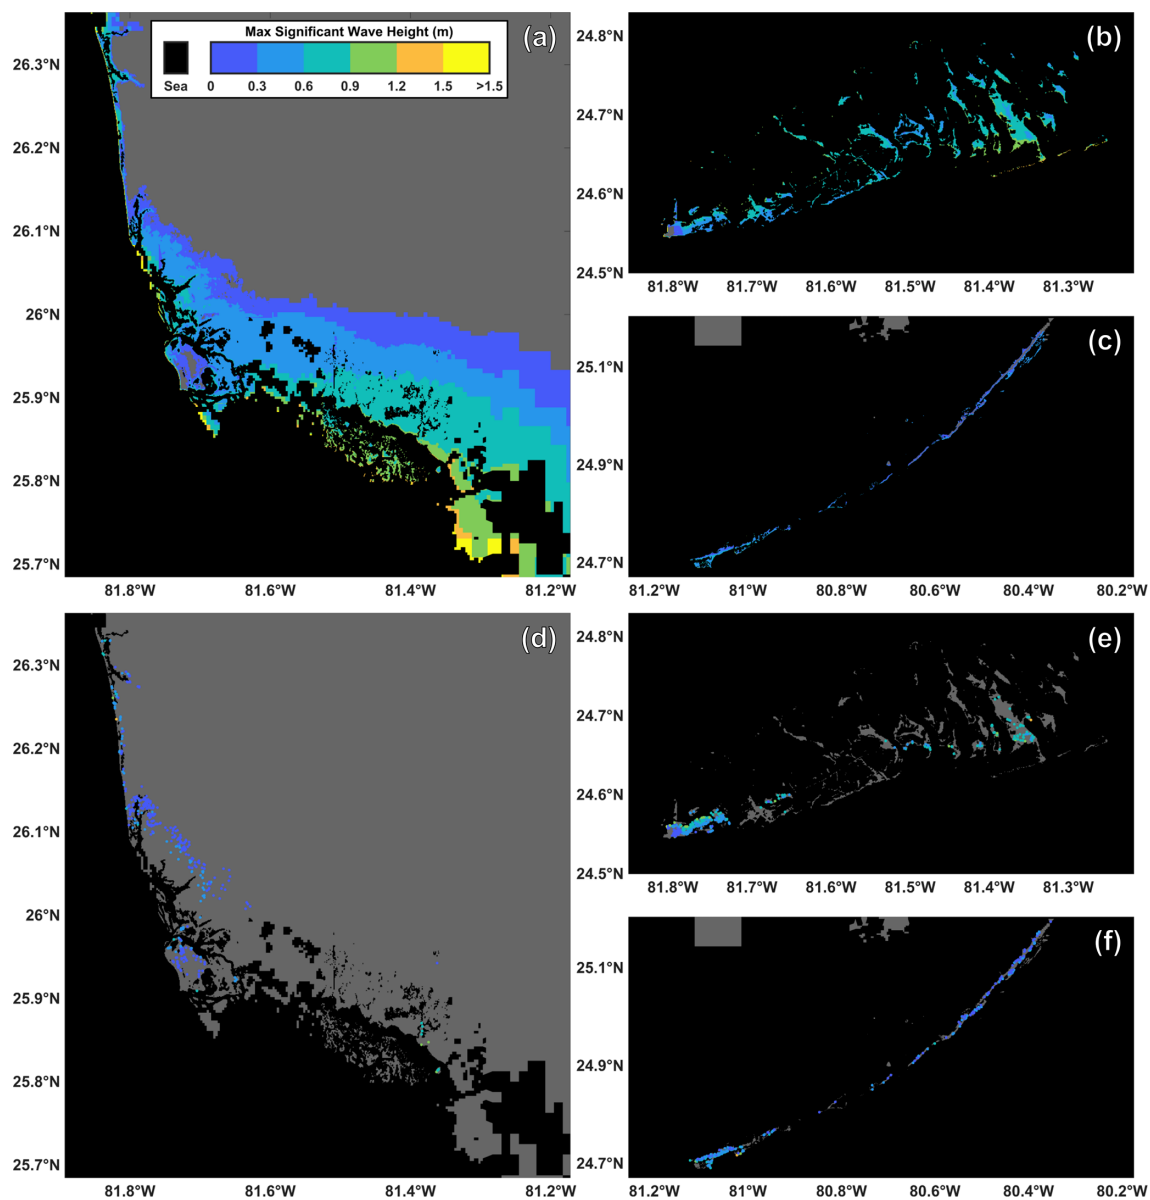 Max Significant Wave Height (m)
Sea 0 0.3 0.6 0.9 1.2 1.5 >1.5
(a)
26.3°N
26.2°N
26.1°N
26°N
25.9°N
25.8°N
25.7°N
81.8°W 81.6°W 81.4°W 81.2°W
(b)
24.8°N
24.7°N
24.6°N
24.5°N
81.8°W 81.7°W 81.6°W 81.5°W 81.4°W 81.3°W
(c)
25.1°N
24.9°N
24.7°N
81.2°W 81°W 80.8°W 80.6°W 80.4°W 80.2°W
(d)
26.3°N
26.2°N
26.1°N
26°N
25.9°N
25.8°N
25.7°N
81.8°W 81.6°W 81.4°W 81.2°W
(e)
24.8°N
24.7°N
24.6°N
24.5°N
81.8°W 81.7°W 81.6°W 81.5°W 81.4°W 81.3°W
(f)
25.1°N
24.9°N
24.7°N
81.2°W 81°W 80.8°W 80.6°W 80.4°W 80.2°W